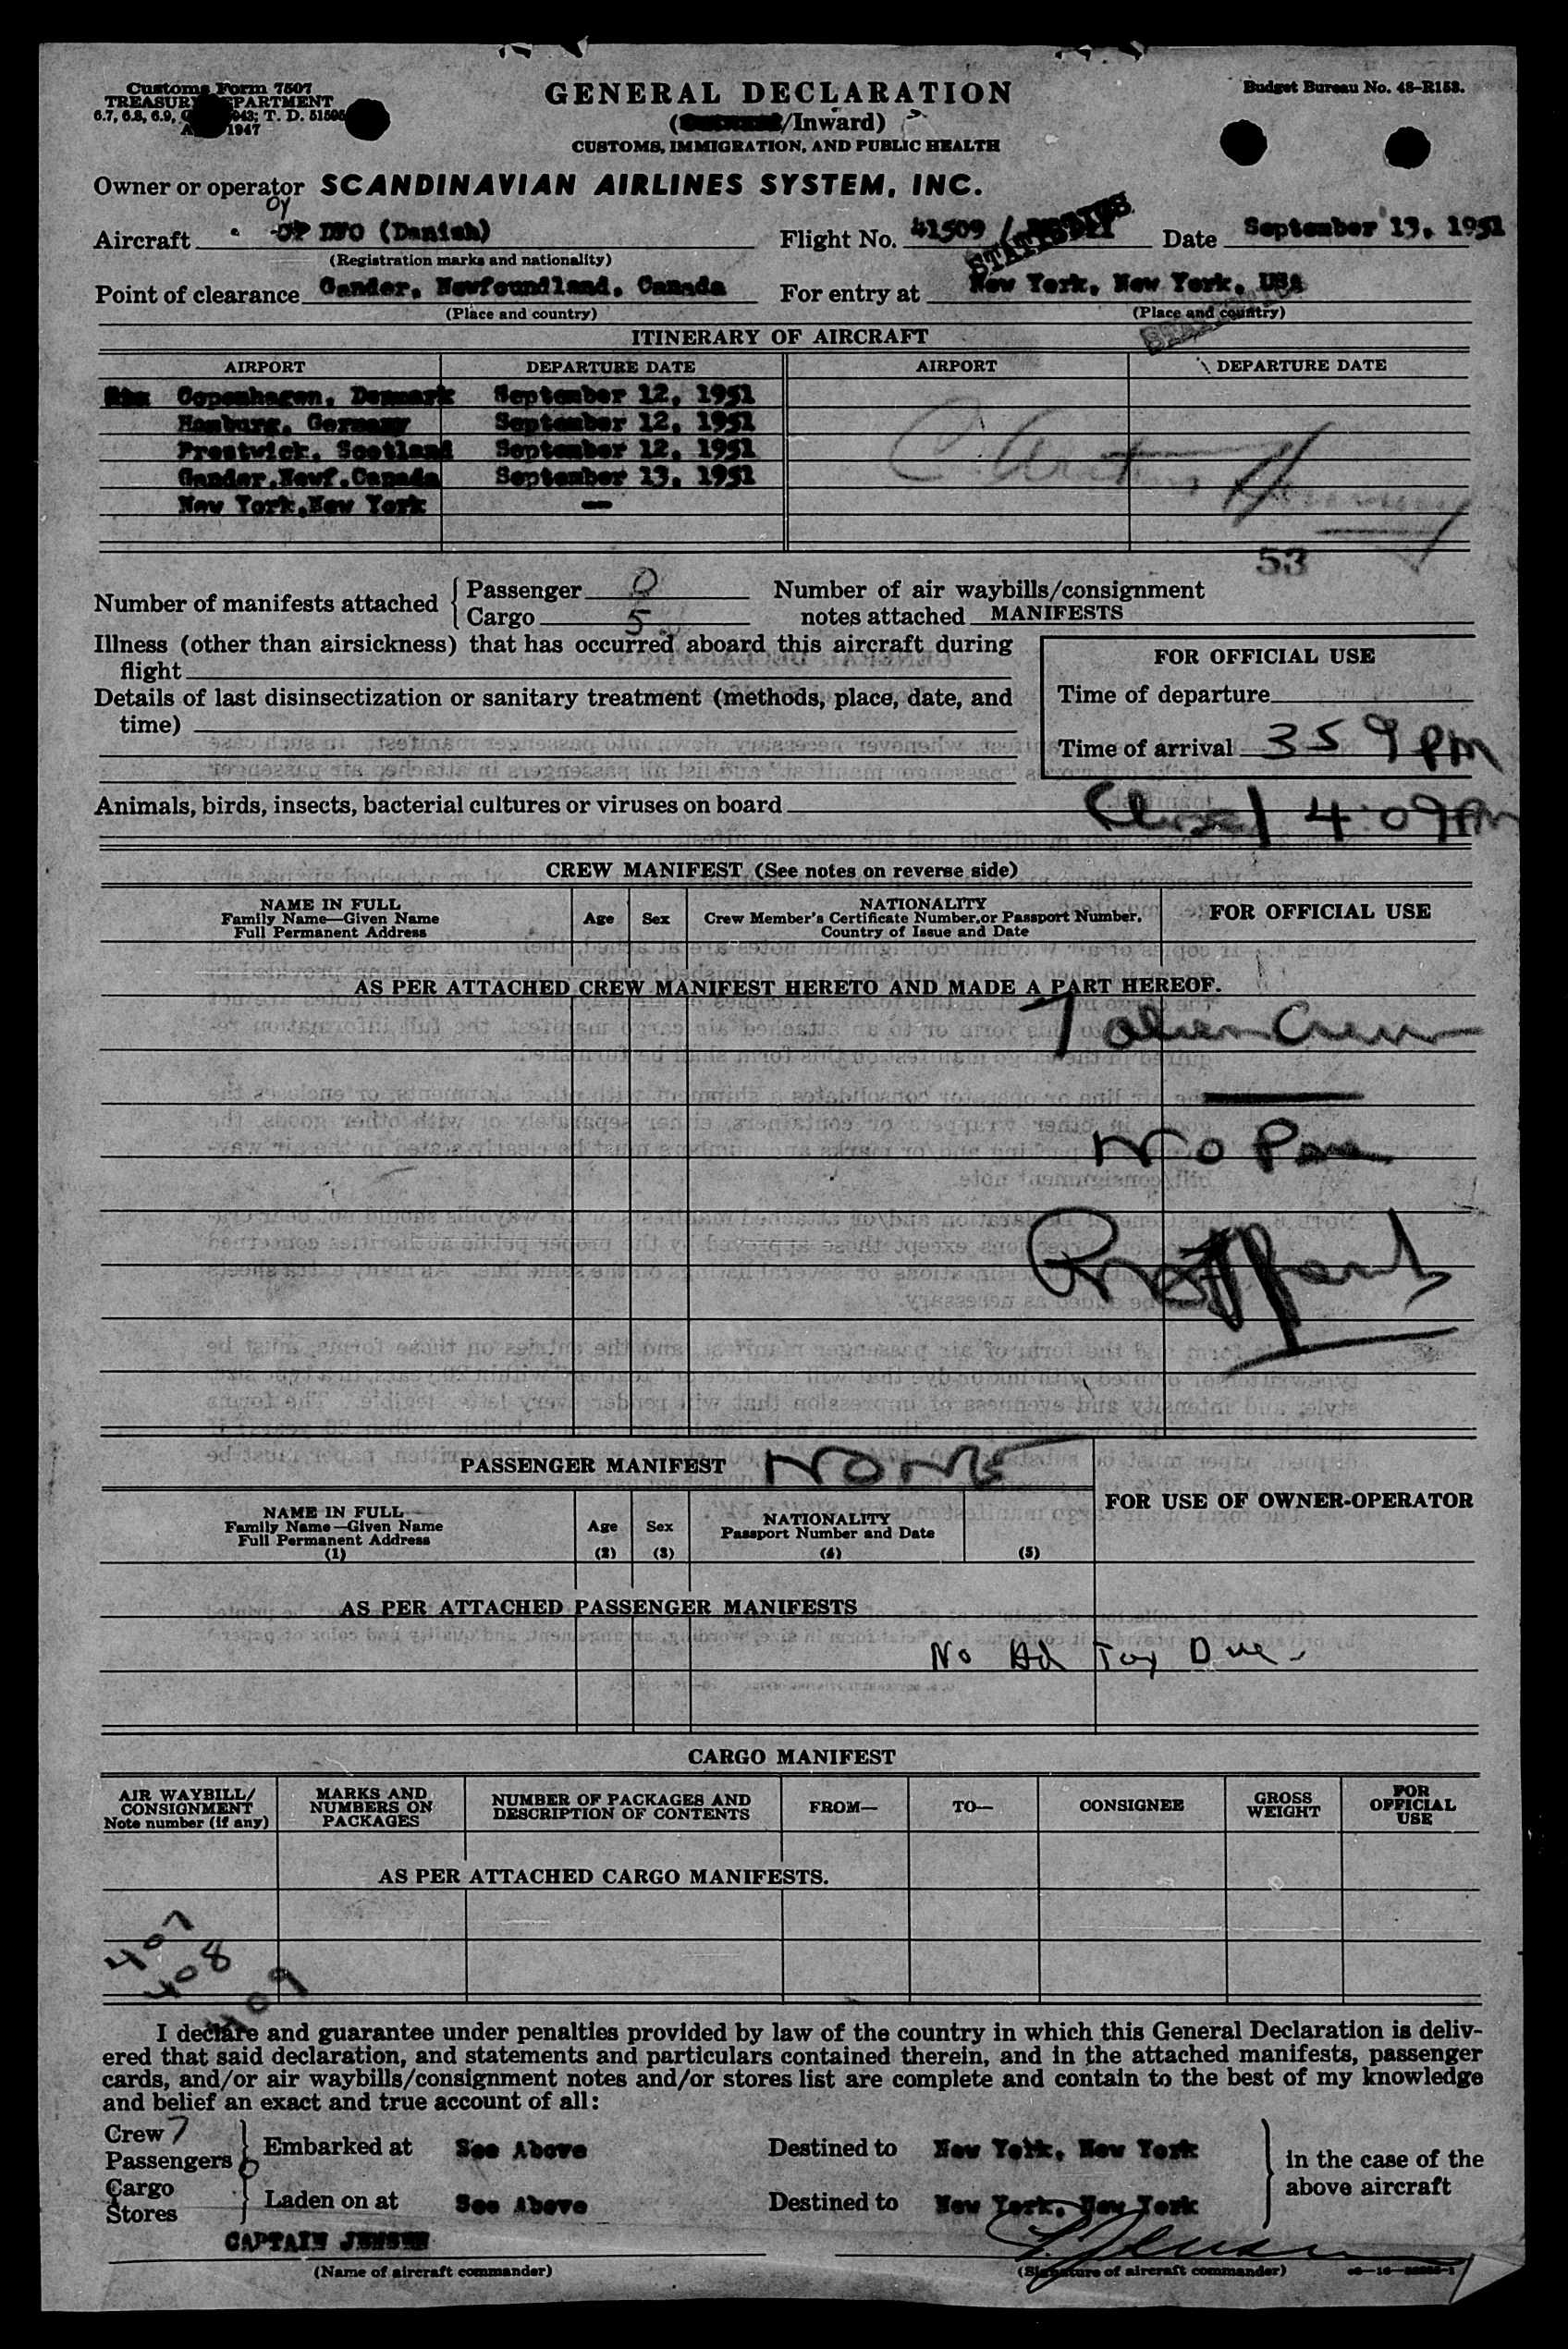 Customs Form 7507
TREASURY DEPARTMENT
6.7, 6.8, 6.9, 1943; T. D. 51505
1947
GENERAL DECLARATION
(/Inward)
CUSTOMS, IMMIGRATION, AND PUBLIC HEALTH
Budget Bureau No. 48-R153.
Owner or operator SCANDINAVIAN AIRLINES SYSTEM, INC.
OY
Aircraft (Danish) Flight No. 41509 / Date September 13, 1951
STATISTICS
(Registration marks and nationality)
Point of clearance Gander, Newfoundland, Canada For entry at New York, New York, USA
(Place and country) (Place and country)
ITINERARY OF AIRCRAFT
AIRPORT DEPARTURE DATE AIRPORT DEPARTURE DATE
Copenhagen, Denmark September 12, 1951
Hamburg, Germany September 12, 1951
Prestwick, Scotland September 12, 1951
Gander,Newf.Canada September 13, 1951
New York,New York —
53
Number of manifests attached { Passenger 0
Cargo 5
Number of air waybills/consignment
notes attached MANIFESTS
Illness (other than airsickness) that has occurred aboard this aircraft during
flight
Details of last disinsectization or sanitary treatment (methods, place, date, and
time)
FOR OFFICIAL USE
Time of departure
Time of arrival 3 59 PM
Animals, birds, insects, bacterial cultures or viruses on board
4:09 PM
CREW MANIFEST (See notes on reverse side)
NAME IN FULL
Family Name—Given Name
Full Permanent Address
Age Sex
NATIONALITY
Crew Member's Certificate Number,or Passport Number,
Country of Issue and Date
FOR OFFICIAL USE
AS PER ATTACHED CREW MANIFEST HERETO AND MADE A PART HEREOF.
7 alien Crew
No Pass
PASSENGER MANIFEST NONE
NAME IN FULL
Family Name—Given Name
Full Permanent Address
(1)
Age
(2)
Sex
(3)
NATIONALITY
Passport Number and Date
(4) (5)
FOR USE OF OWNER-OPERATOR
AS PER ATTACHED PASSENGER MANIFESTS
No Hd Tax Due
CARGO MANIFEST
AIR WAYBILL/
CONSIGNMENT
Note number (if any)
MARKS AND
NUMBERS ON
PACKAGES
NUMBER OF PACKAGES AND
DESCRIPTION OF CONTENTS
FROM— TO— CONSIGNEE
GROSS
WEIGHT
FOR
OFFICIAL
USE
AS PER ATTACHED CARGO MANIFESTS.
407
408
409
I declare and guarantee under penalties provided by law of the country in which this General Declaration is deliv-
ered that said declaration, and statements and particulars contained therein, and in the attached manifests, passenger
cards, and/or air waybills/consignment notes and/or stores list are complete and contain to the best of my knowledge
and belief an exact and true account of all:
Crew 7
Passengers 0
Embarked at See Above Destined to New York, New York
Cargo
Stores
Laden on at See Above Destined to New York, New York
in the case of the
above aircraft
CAPTAIN JENSEN
(Name of aircraft commander) (Signature of aircraft commander)